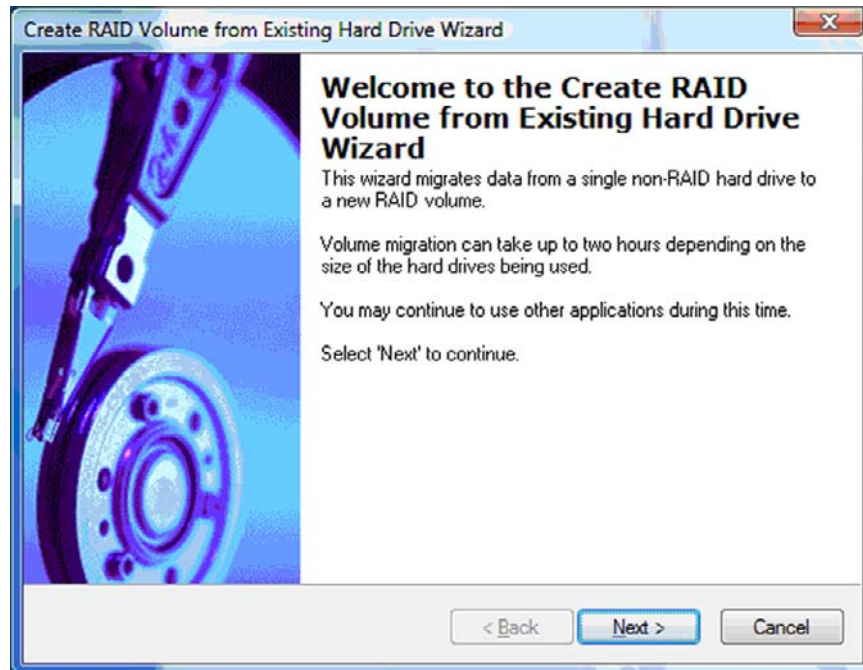 Create RAID Volume from Existing Hard Drive Wizard
Welcome to the Create RAID
Volume from Existing Hard Drive
Wizard
This wizard migrates data from a single non-RAID hard drive to
a new RAID volume.
Volume migration can take up to two hours depending on the
size of the hard drives being used.
You may continue to use other applications during this time.
Select 'Next' to continue.
< Back
Next >
Cancel